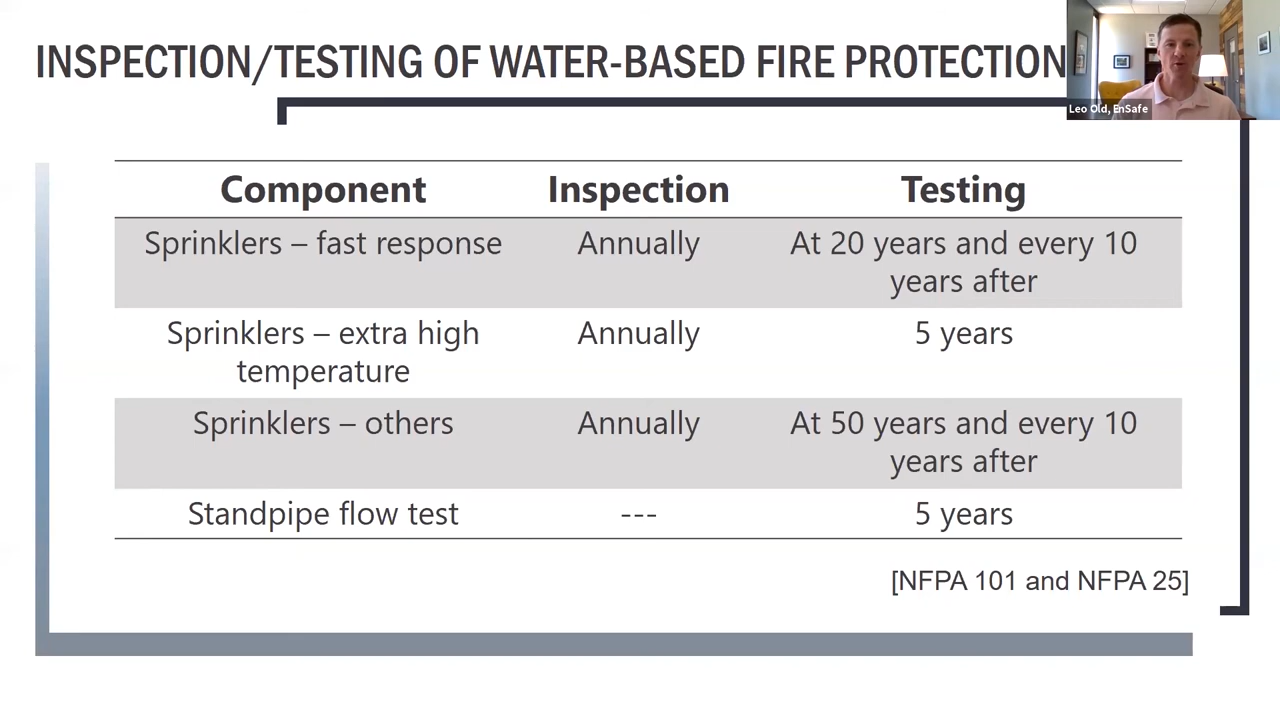 INSPECTION/TESTING OF WATER-BASED FIRE PROTECTION
Leo Old, EnSafe
Component Inspection Testing
Sprinklers – fast response Annually At 20 years and every 10
years after
Sprinklers – extra high Annually 5 years
temperature
Sprinklers – others Annually At 50 years and every 10
years after
Standpipe flow test --- 5 years
[NFPA 101 and NFPA 25]